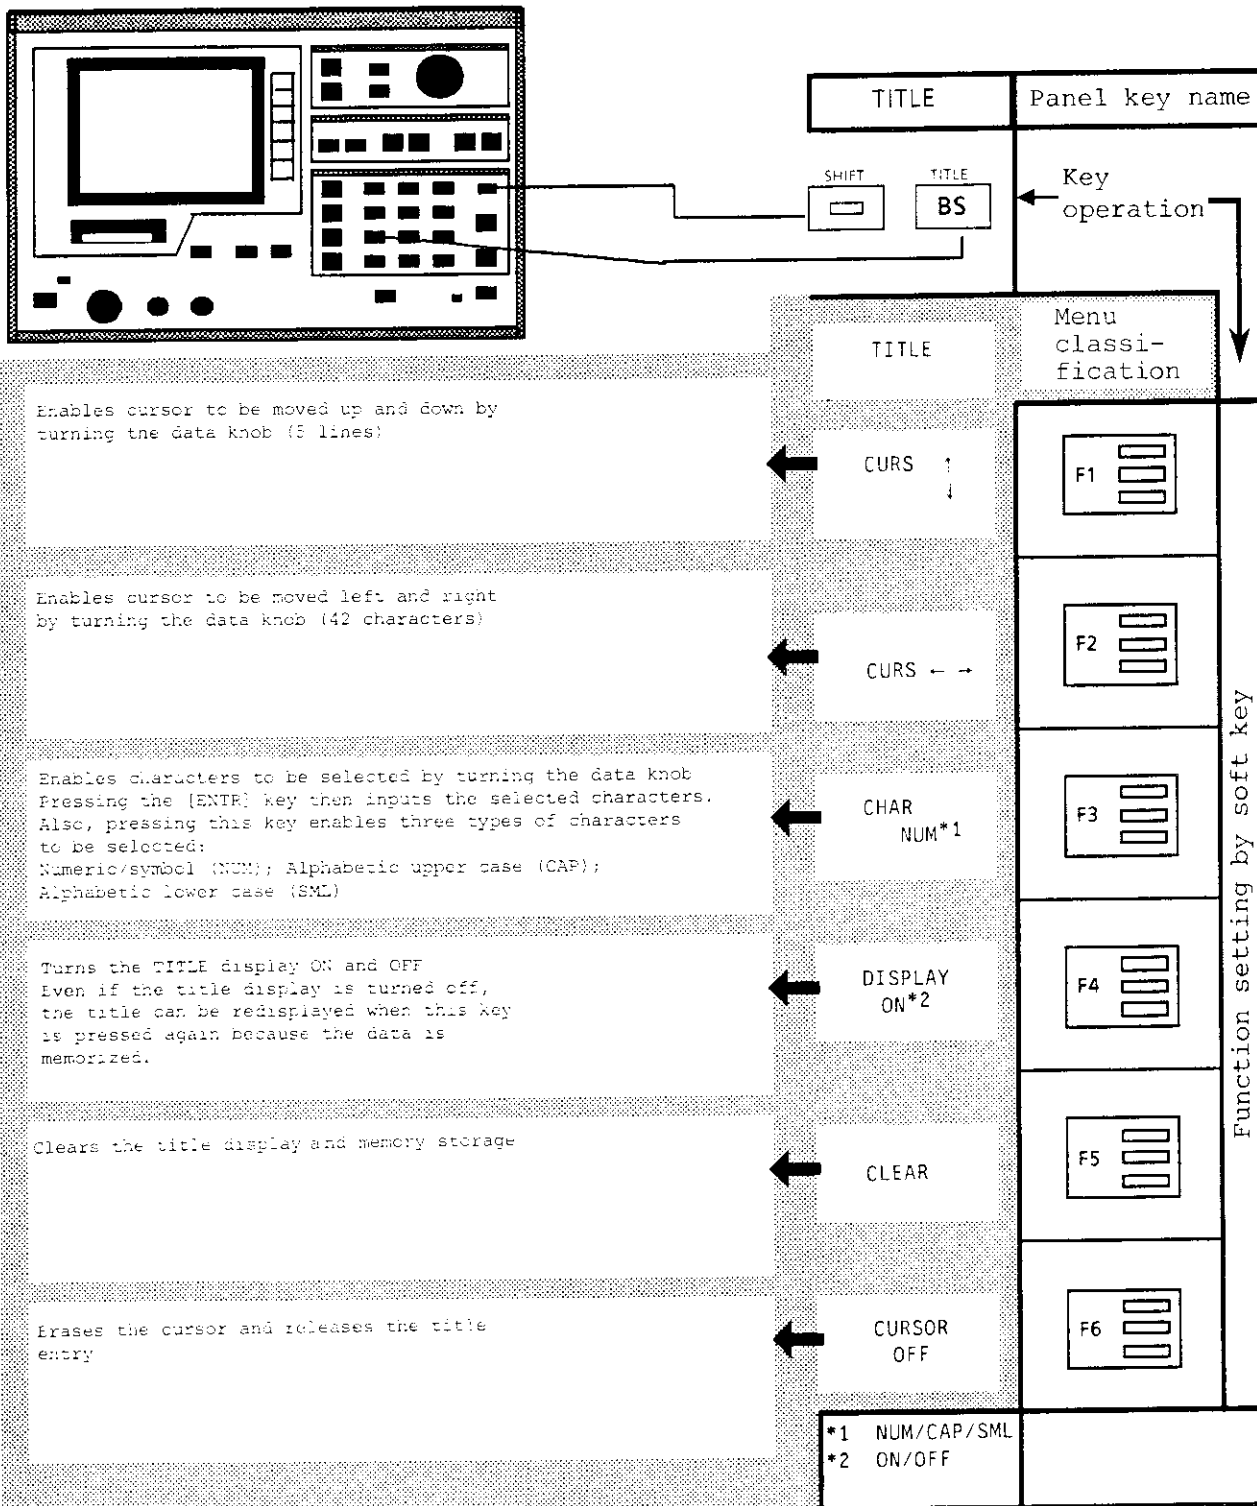 TITLE
Panel key name
SHIFT
TITLE
BS
Key
operation
TITLE
Menu
classi-
fication
Enables cursor to be moved up and down by
turning the data knob (5 lines)
CURS ↑
↓
F1
Enables cursor to be moved left and right
by turning the data knob (42 characters)
CURS ← →
F2
Enables characters to be selected by turning the data knob
Pressing the [ENTR] key then inputs the selected characters.
Also, pressing this key enables three types of characters
to be selected:
Numeric/symbol (NUM); Alphabetic upper case (CAP);
Alphabetic lower case (SML)
CHAR
NUM*1
F3
Turns the TITLE display ON and OFF
Even if the title display is turned off,
the title can be redisplayed when this key
is pressed again because the data is
memorized.
DISPLAY
ON*2
F4
Clears the title display and memory storage
CLEAR
F5
Erases the cursor and releases the title
entry
CURSOR
OFF
F6
Function setting by soft key
*1 NUM/CAP/SML
*2 ON/OFF